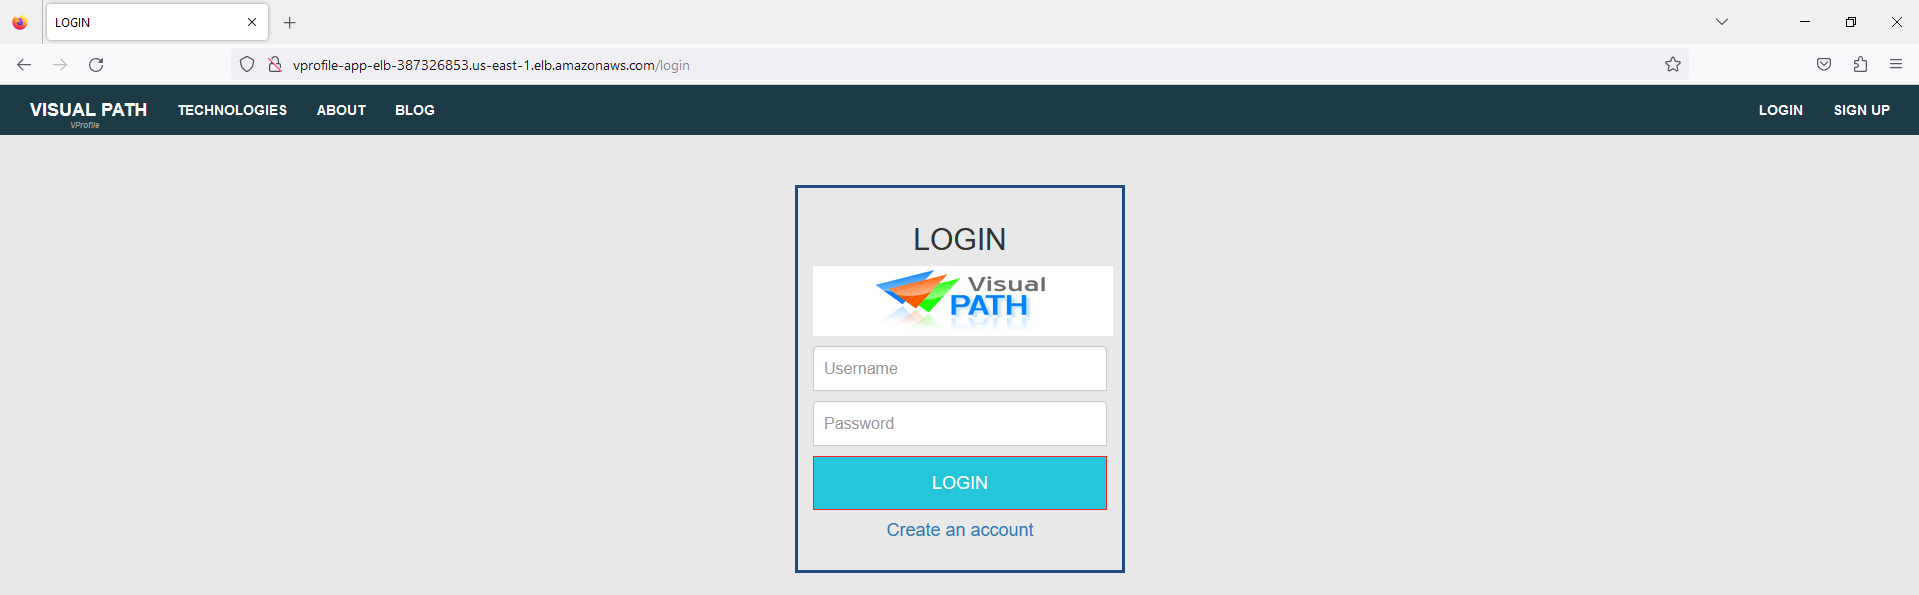 LOGIN
vprofile-app-elb-387326853.us-east-1.elb.amazonaws.com/login
VISUAL PATH TECHNOLOGIES ABOUT BLOG LOGIN SIGN UP
VProfile
LOGIN
Visual
PATH
Username
Password
LOGIN
Create an account